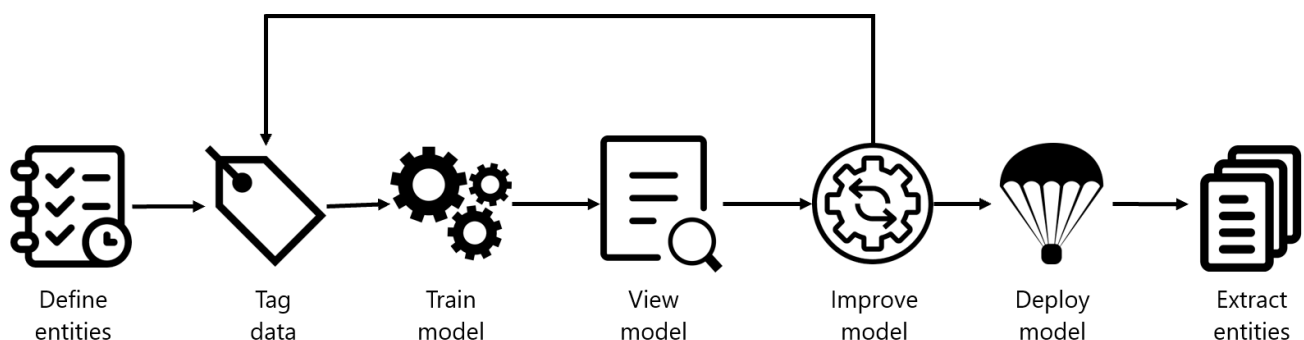 Define
entities
Tag
data
Train
model
View
model
Improve
model
Deploy
model
Extract
entities